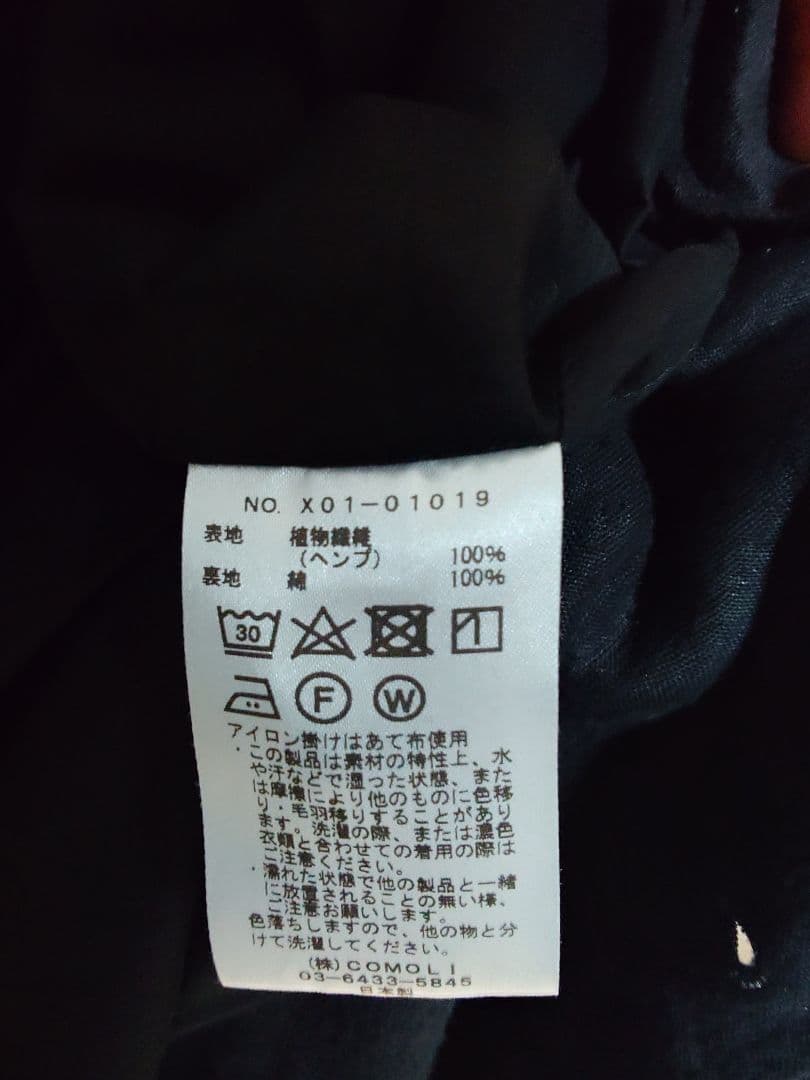 NO. X01-01019
表地 植物繊維
(ヘンプ) 100%
裏地 綿 100%
30
F W
アイロン掛けはあて布使用
・この製品は素材の特性上、水
や汗などで湿った状態、また
は摩擦により他のものに色移
り・毛羽移りすることがあり
ます。洗濯の際、または濃色
衣類と合わせての着用の際は
ご注意ください。
・濡れた状態で他の製品と一緒
に放置されることの無い様、
ご注意お願いします。
色落ちしますので、他の物と分
けて洗濯してください。
(株)COMOLI
03-6433-5845
日本製